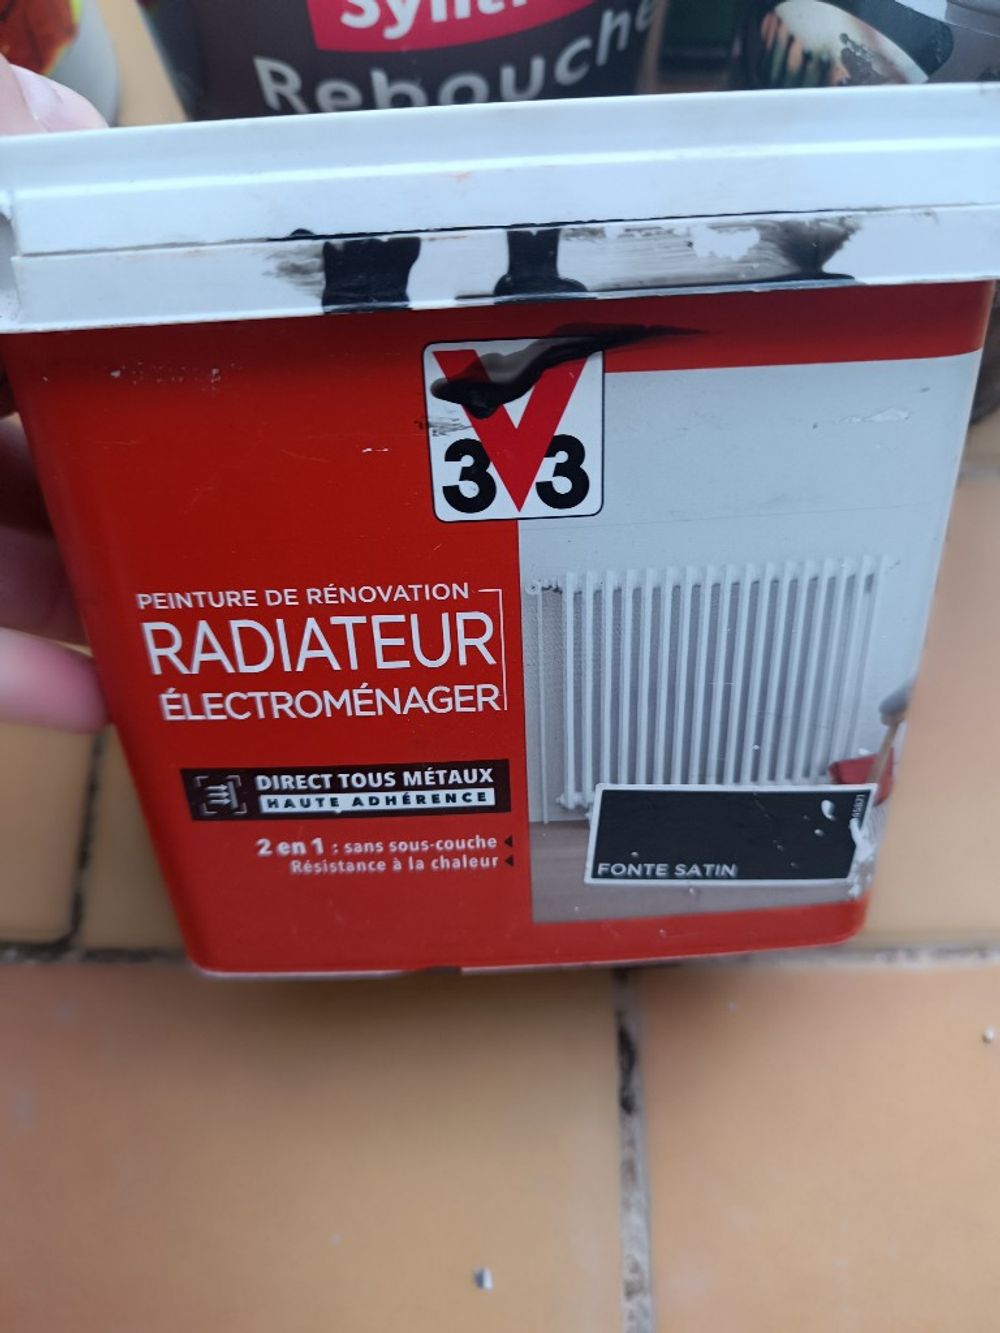 Rebouche
3V3
PEINTURE DE RÉNOVATION
RADIATEUR
ÉLECTROMÉNAGER
DIRECT TOUS MÉTAUX
HAUTE ADHÉRENCE
2 en 1 : sans sous-couche
Résistance à la chaleur
FONTE SATIN